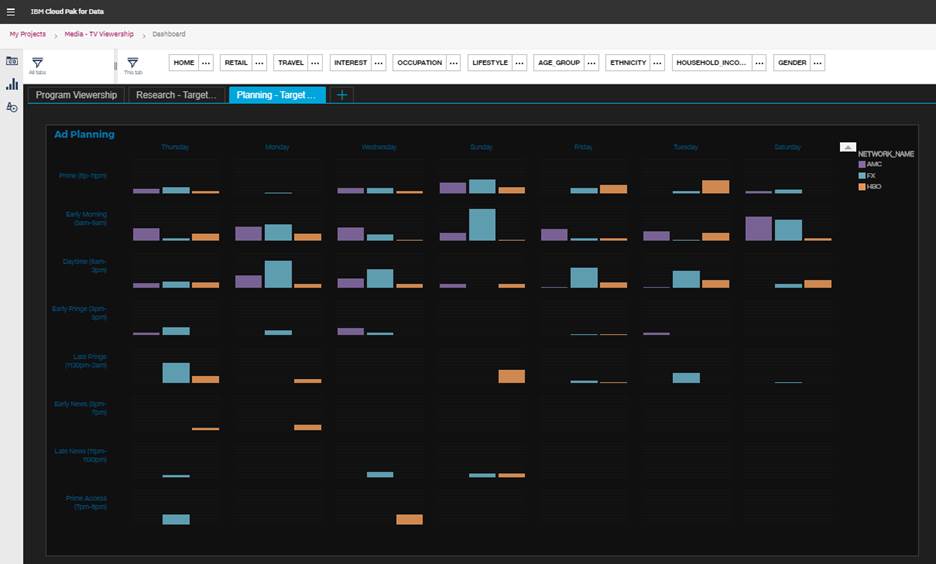 IBM Cloud Pak for Data
My Projects > Media - TV Viewership > Dashboard
All tabs
This tab
HOME ... RETAIL ... TRAVEL ... INTEREST ... OCCUPATION ... LIFESTYLE ... AGE_GROUP ... ETHNICITY ... HOUSEHOLD_INCO... ... GENDER ...
Program Viewership Research - Target... Planning - Target ... +
Ad Planning
Thursday Monday Wednesday Sunday Friday Tuesday Saturday
NETWORK_NAME
AMC
FX
HBO
Prime (8p-11pm)
Early Morning
(5am-9am)
Daytime (9am-
3pm)
Early Fringe (3pm-
5pm)
Late Fringe
(1130pm-2am)
Early News (5pm-
7pm)
Late News (11pm-
1130pm)
Prime Access
(7pm-8pm)